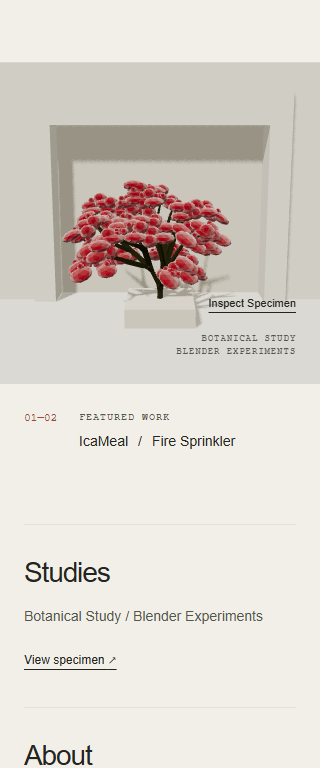 Inspect Specimen
BOTANICAL STUDY
BLENDER EXPERIMENTS
01—02 FEATURED WORK
IcaMeal / Fire Sprinkler
Studies
Botanical Study / Blender Experiments
View specimen ↗
About